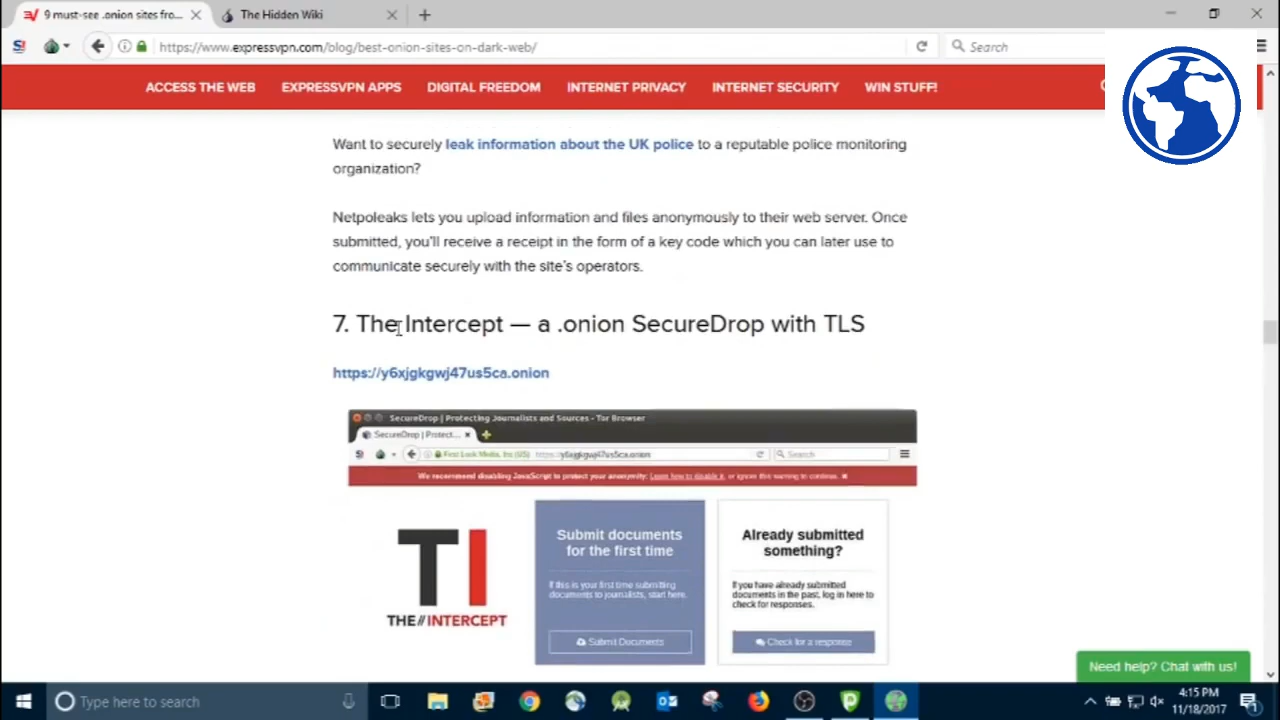 9 must-see .onion sites fro...
The Hidden Wiki
https://www.expressvpn.com/blog/best-onion-sites-on-dark-web/
Search
ACCESS THE WEB EXPRESSVPN APPS DIGITAL FREEDOM INTERNET PRIVACY INTERNET SECURITY WIN STUFF!
Want to securely leak information about the UK police to a reputable police monitoring
organization?
Netpoleaks lets you upload information and files anonymously to their web server. Once
submitted, you'll receive a receipt in the form of a key code which you can later use to
communicate securely with the site's operators.
7. The Intercept — a .onion SecureDrop with TLS
https://y6xjgkgwj47us5ca.onion
SecureDrop | Protecting Journalists and Sources - Tor Browser
SecureDrop | Protect...
First Look Media, Inc (US) https://y6xjgkgwj47us5ca.onion
Search
We recommend disabling JavaScript to protect your anonymity: Learn how to disable it, or ignore this warning to continue.
TI
THE//INTERCEPT
Submit documents
for the first time
If this is your first time submitting
documents to journalists, start here.
Submit Documents
Already submitted
something?
If you have already submitted
documents in the past, log in here to
check for responses.
Check for a response
Need help? Chat with us!
Type here to search
4:15 PM
11/18/2017
1